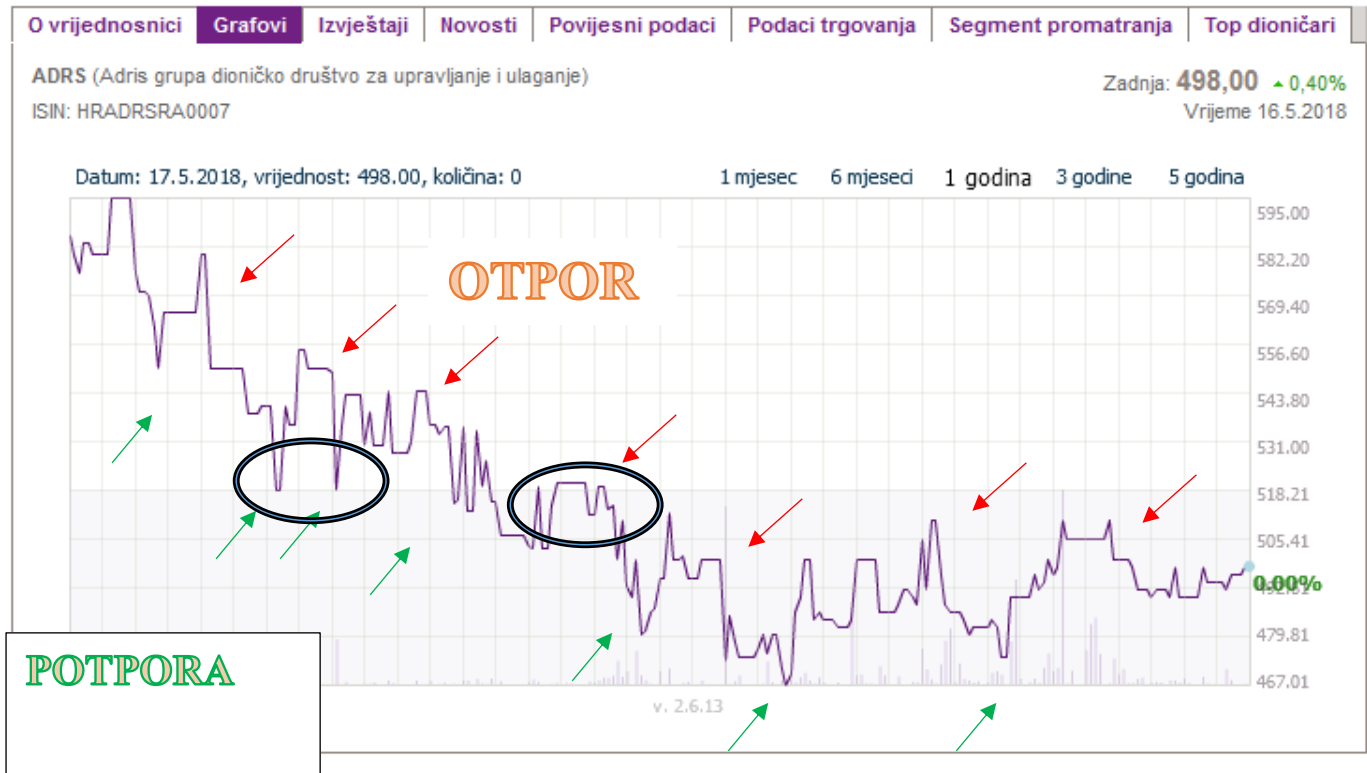 O vrijednosnici Grafovi Izvještaji Novosti Povijesni podaci Podaci trgovanja Segment promatranja Top dioničari
ADRS (Adris grupa dioničko društvo za upravljanje i ulaganje)
Zadnja: 498,00 0,40%
ISIN: HRADRSRA0007
Vrijeme 16.5.2018
Datum: 17.5.2018, vrijednost: 498.00, količina: 0
1 mjesec 6 mjeseci 1 godina 3 godine 5 godina
595.00
582.20
OTPOR
569.40
556.60
543.80
531.00
518.21
505.41
0.00%
479.81
POTPORA
467.01
v. 2.6.13